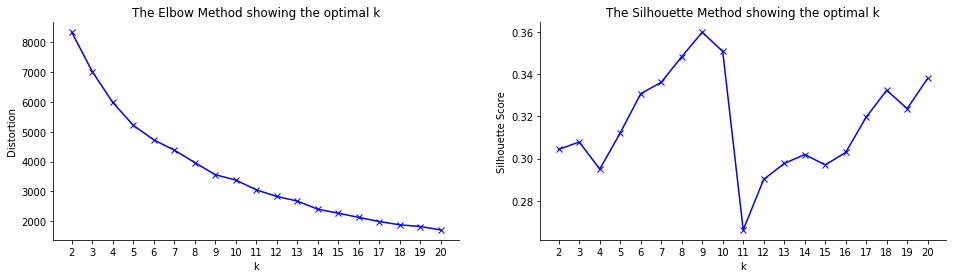 The Elbow Method showing the optimal k
8000
7000
6000
5000
4000
3000
2000
Distortion
2 3 4 5 6 7 8 9 10 11 12 13 14 15 16 17 18 19 20
k
The Silhouette Method showing the optimal k
0.36
0.34
0.32
0.30
0.28
Silhouette Score
2 3 4 5 6 7 8 9 10 11 12 13 14 15 16 17 18 19 20
k